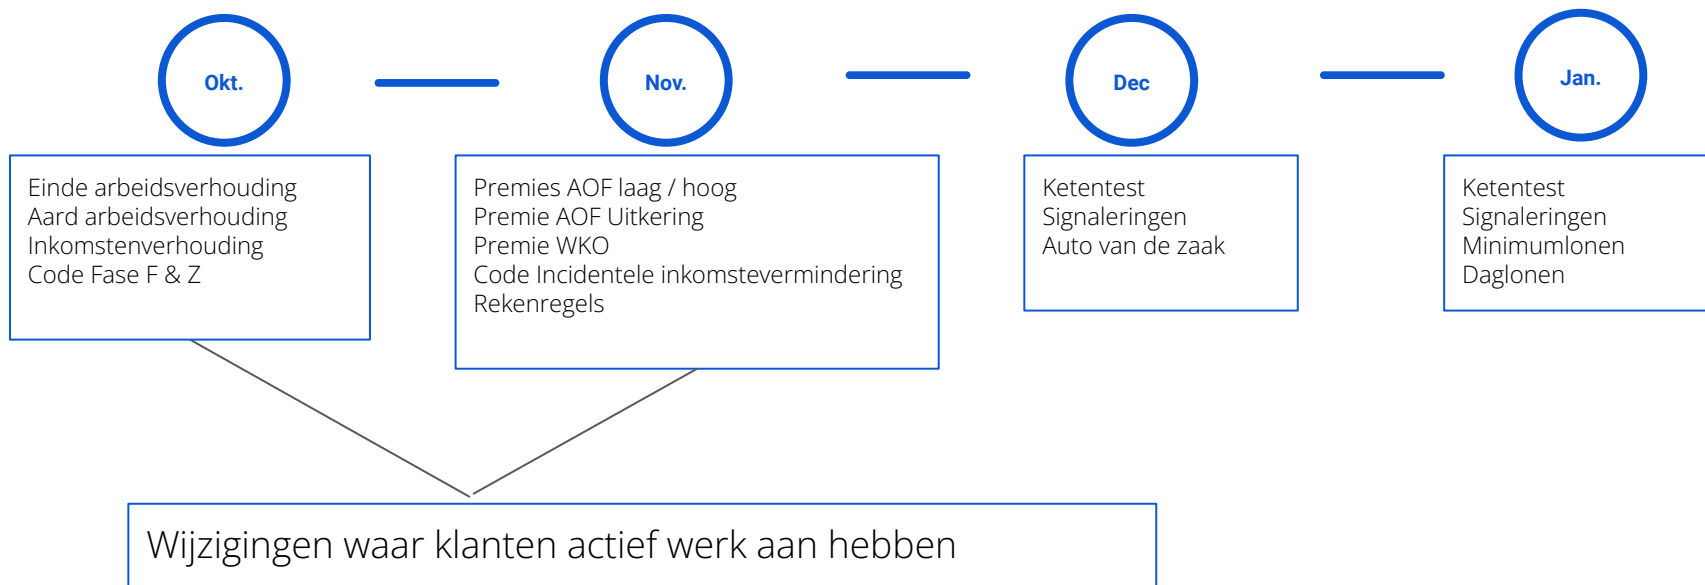 Okt.
Nov.
Dec
Jan.
Einde arbeidsverhouding
Aard arbeidsverhouding
Inkomstenverhouding
Code Fase F & Z
Premies AOF laag / hoog
Premie AOF Uitkering
Premie WKO
Code Incidentele inkomstevermindering
Rekenregels
Ketentest
Signaleringen
Auto van de zaak
Ketentest
Signaleringen
Minimumlonen
Daglonen
Wijzigingen waar klanten actief werk aan hebben